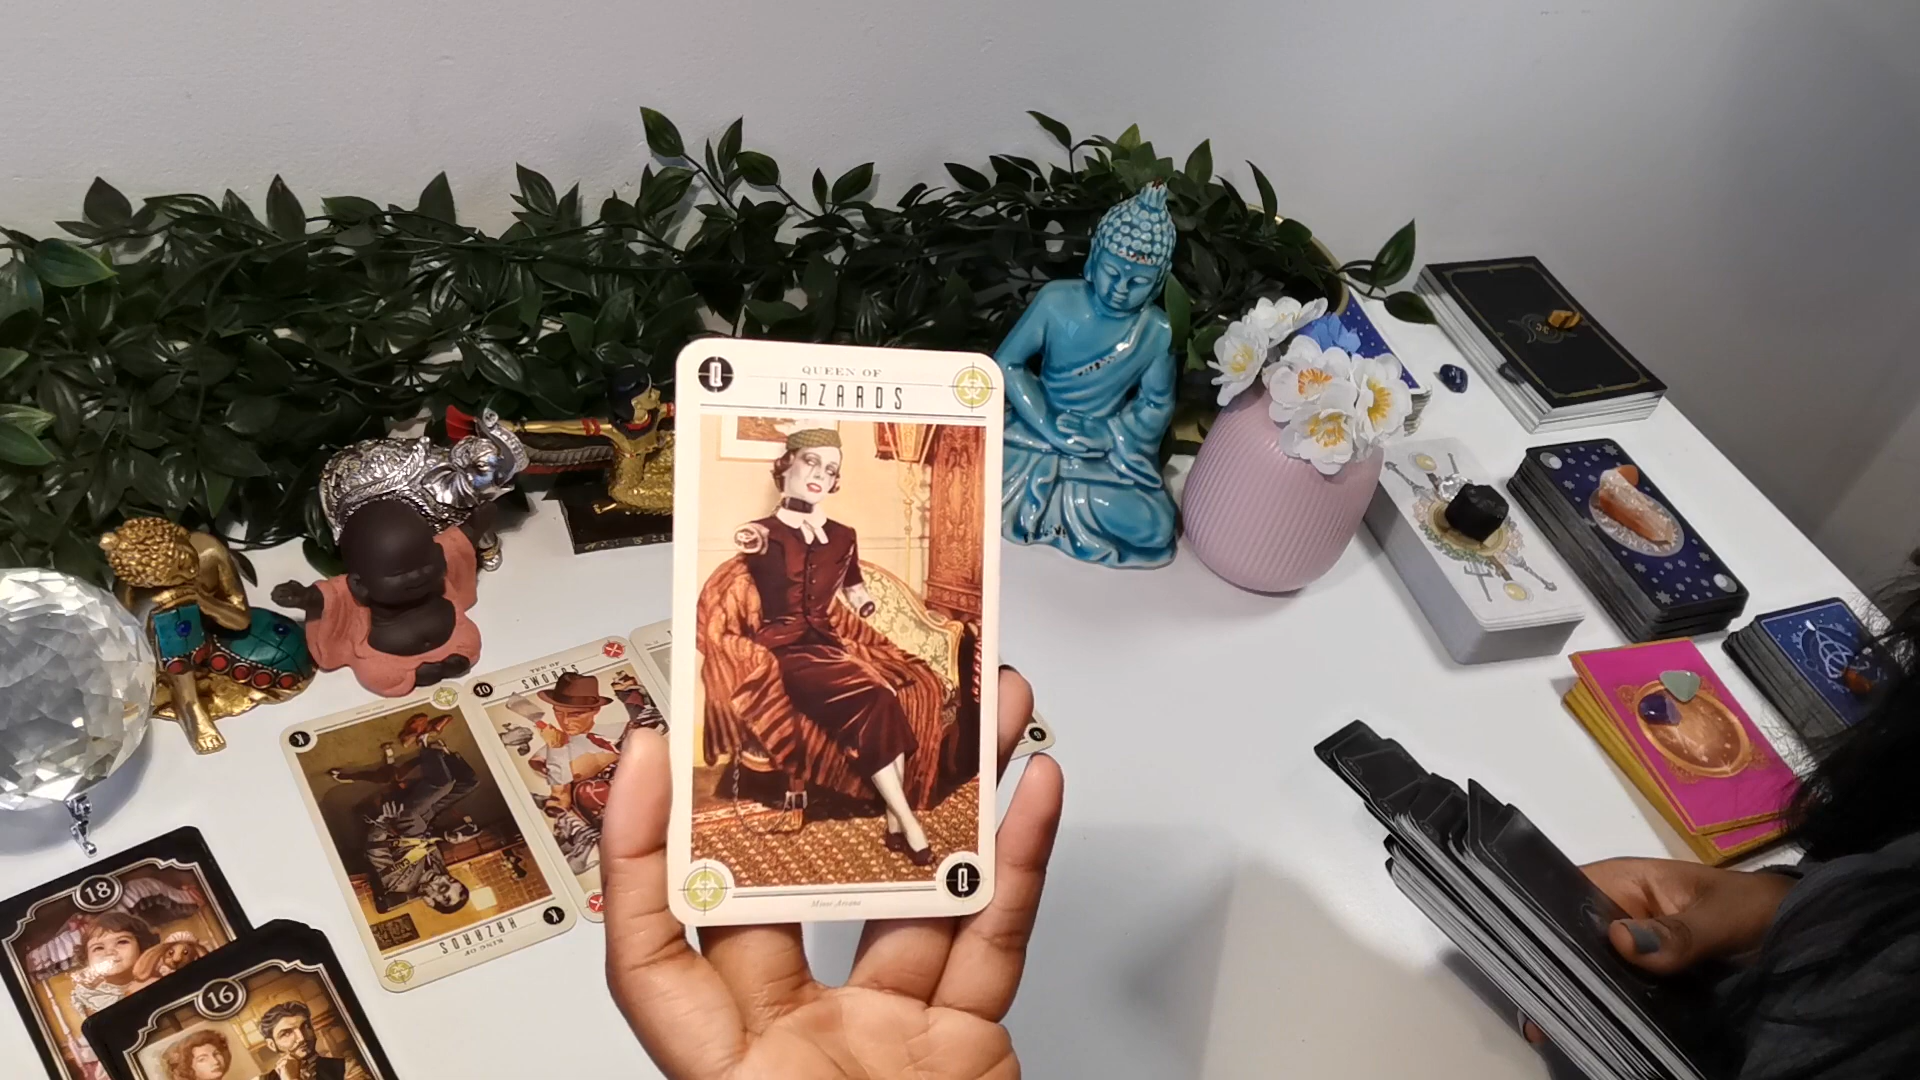 Q
QUEEN OF
HAZARDS
Minor Arcana
Q
10
TEN OF
SWORDS
K
KING OF
HAZARDS
K
18
16